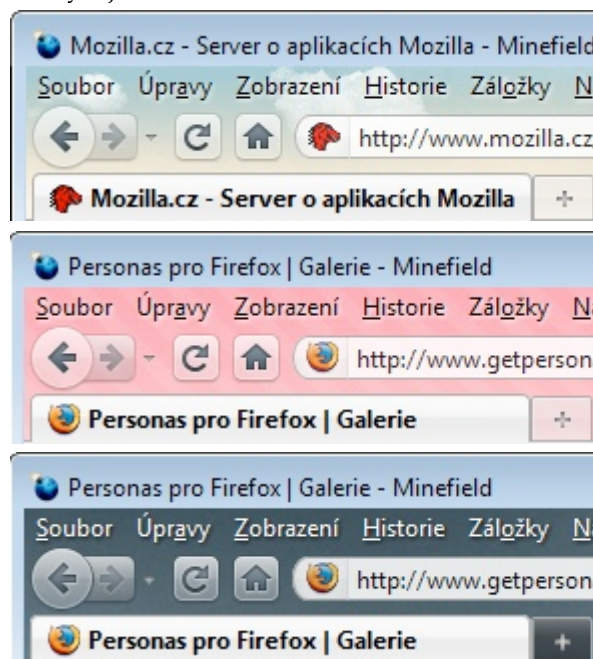 Mozilla.cz - Server o aplikacích Mozilla - Minefield
Soubor Úpravy Zobrazení Historie Záložky N
http://www.mozilla.cz
Mozilla.cz - Server o aplikacích Mozilla
Personas pro Firefox | Galerie - Minefield
Soubor Úpravy Zobrazení Historie Záložky Ná
http://www.getperson
Personas pro Firefox | Galerie
Personas pro Firefox | Galerie - Minefield
Soubor Úpravy Zobrazení Historie Záložky Ná
http://www.getperson
Personas pro Firefox | Galerie